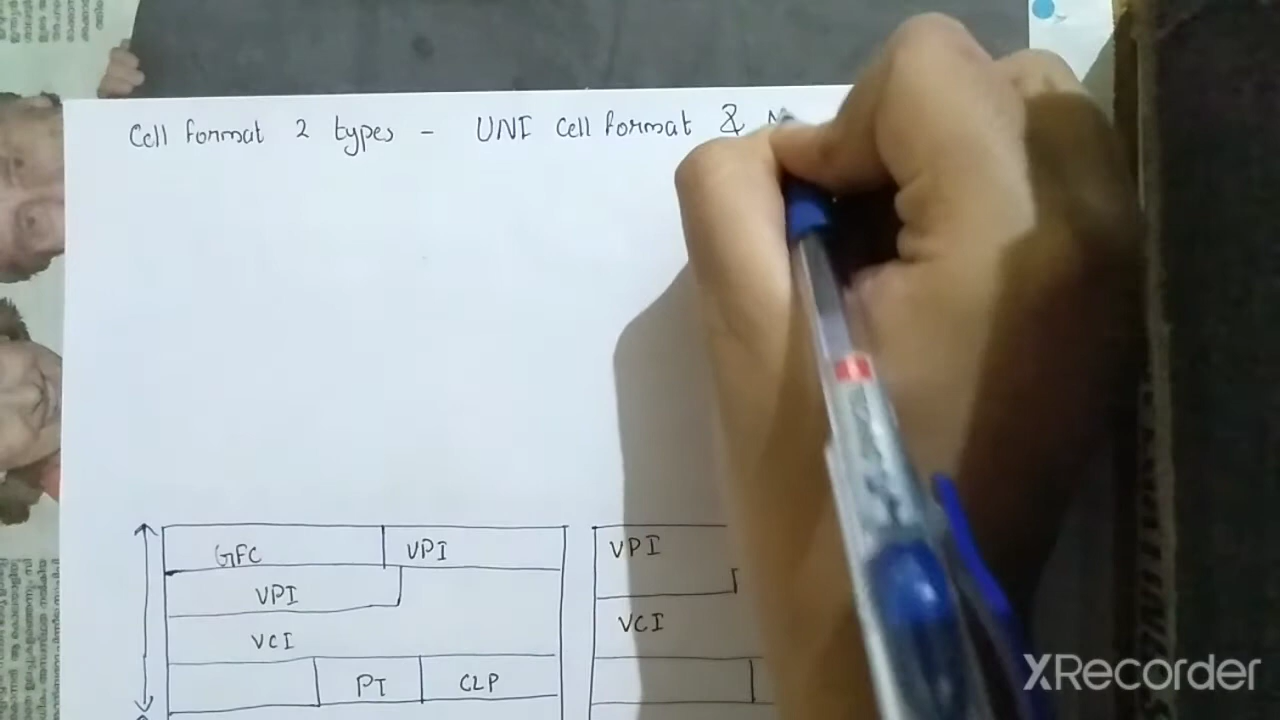 Cell format 2 types - UNI Cell format & N
GFC VPI
VPI
VCI
PT CLP
VPI
VCI
XRecorder